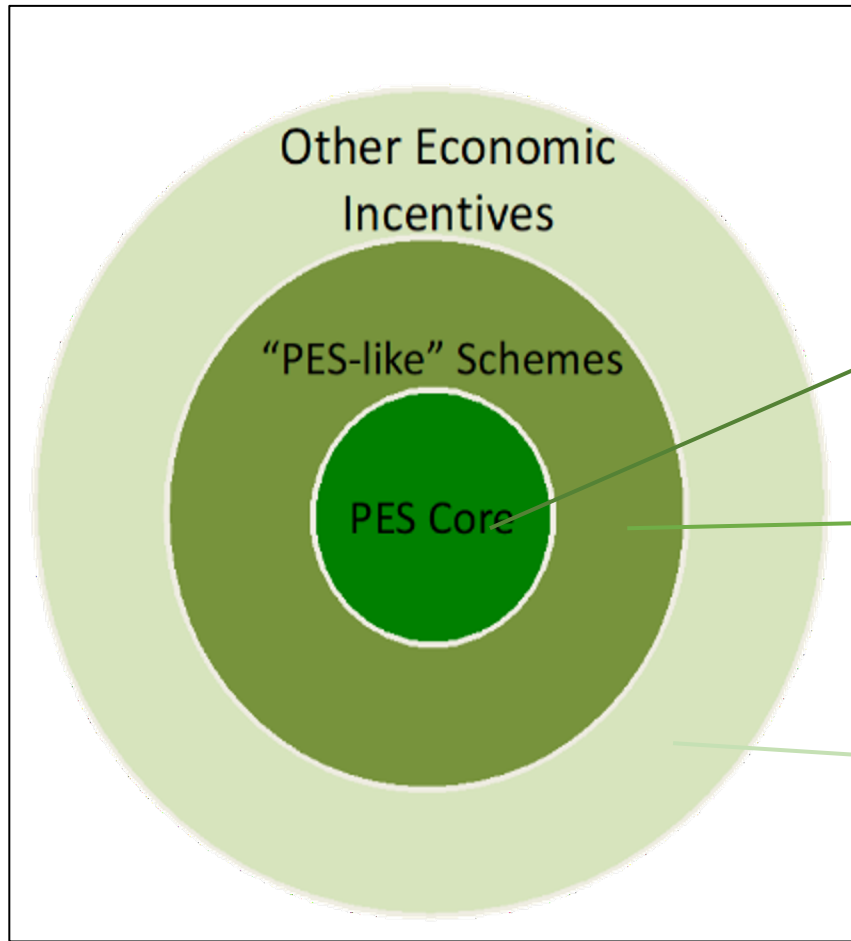 Other Economic
Incentives
“PES-like” Schemes
PES Core